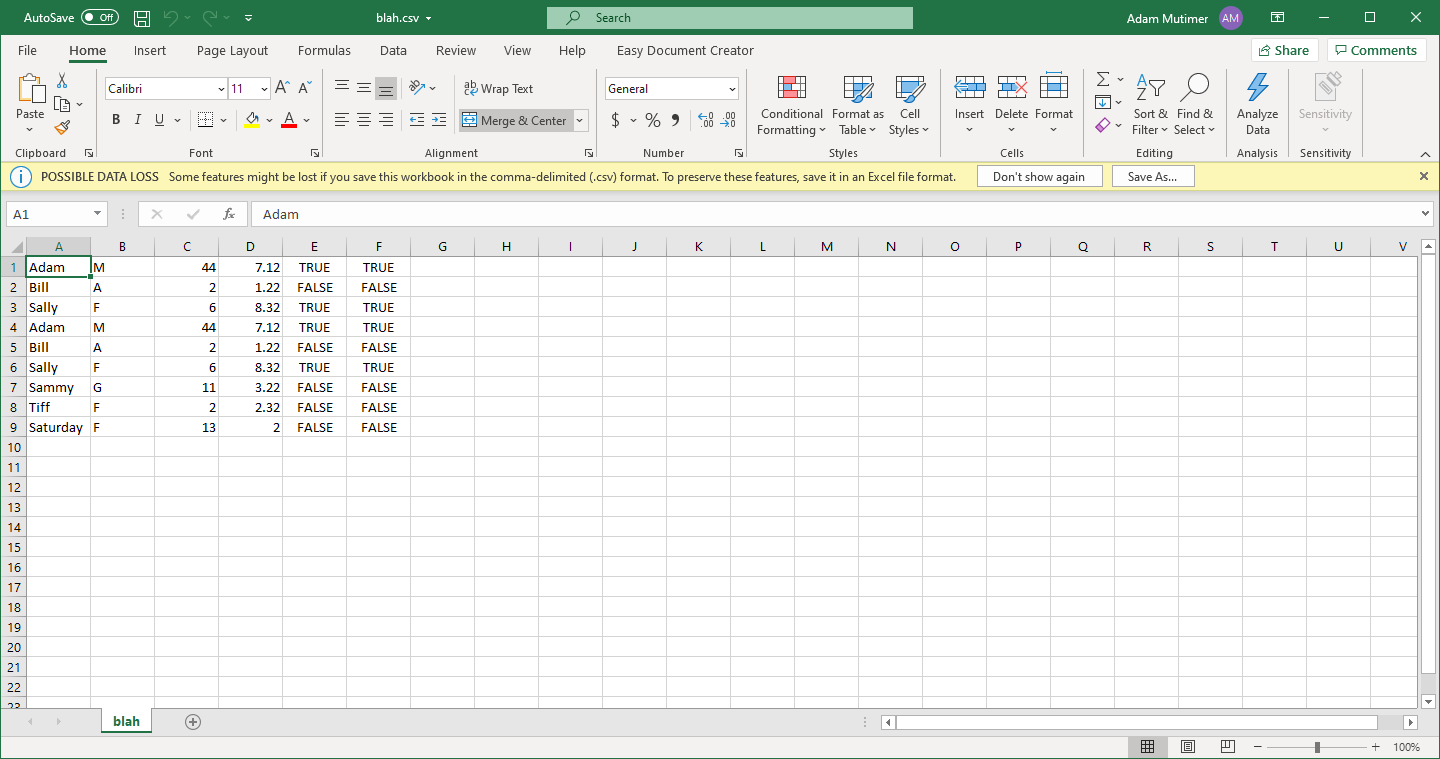 AutoSave Off blah.csv Search Adam Mutimer AM
File Home Insert Page Layout Formulas Data Review View Help Easy Document Creator Share Comments
Paste
Clipboard
Calibri 11 A A
B I U A
Font
ab Wrap Text
Merge & Center
Alignment
General
$ % 9 .00 .00
Number
Conditional Formatting
Format as Table
Cell Styles
Styles
Insert Delete Format
Cells
Sort & Filter
Find & Select
Editing
Analyze Data
Analysis
Sensitivity
Sensitivity
POSSIBLE DATA LOSS Some features might be lost if you save this workbook in the comma-delimited (.csv) format. To preserve these features, save it in an Excel file format. Don't show again Save As...
A1 fx Adam
A B C D E F G H I J K L M N O P Q R S T U V
1 Adam M 44 7.12 TRUE TRUE
2 Bill A 2 1.22 FALSE FALSE
3 Sally F 6 8.32 TRUE TRUE
4 Adam M 44 7.12 TRUE TRUE
5 Bill A 2 1.22 FALSE FALSE
6 Sally F 6 8.32 TRUE TRUE
7 Sammy G 11 3.22 FALSE FALSE
8 Tiff F 2 2.32 FALSE FALSE
9 Saturday F 13 2 FALSE FALSE
10
11
12
13
14
15
16
17
18
19
20
21
22
23
blah
100%